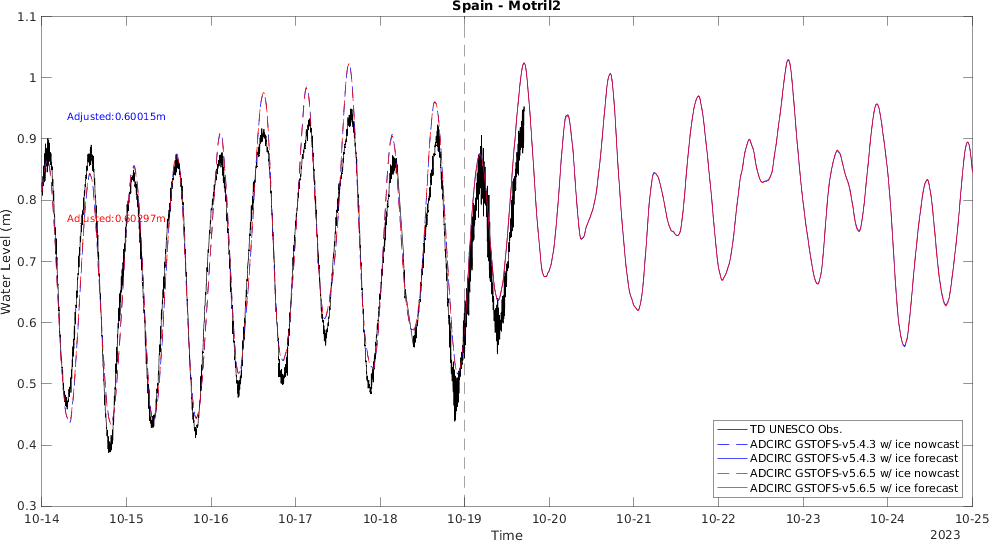 Spain - Motril2
1.1
1
0.9
0.8
0.7
0.6
0.5
0.4
0.3
Water Level (m)
Adjusted:0.60015m
Adjusted:0.60297m
TD UNESCO Obs.
ADCIRC GSTOFS-v5.4.3 w/ ice nowcast
ADCIRC GSTOFS-v5.4.3 w/ ice forecast
ADCIRC GSTOFS-v5.6.5 w/ ice nowcast
ADCIRC GSTOFS-v5.6.5 w/ ice forecast
10-14 10-15 10-16 10-17 10-18 10-19 10-20 10-21 10-22 10-23 10-24 10-25
Time
2023